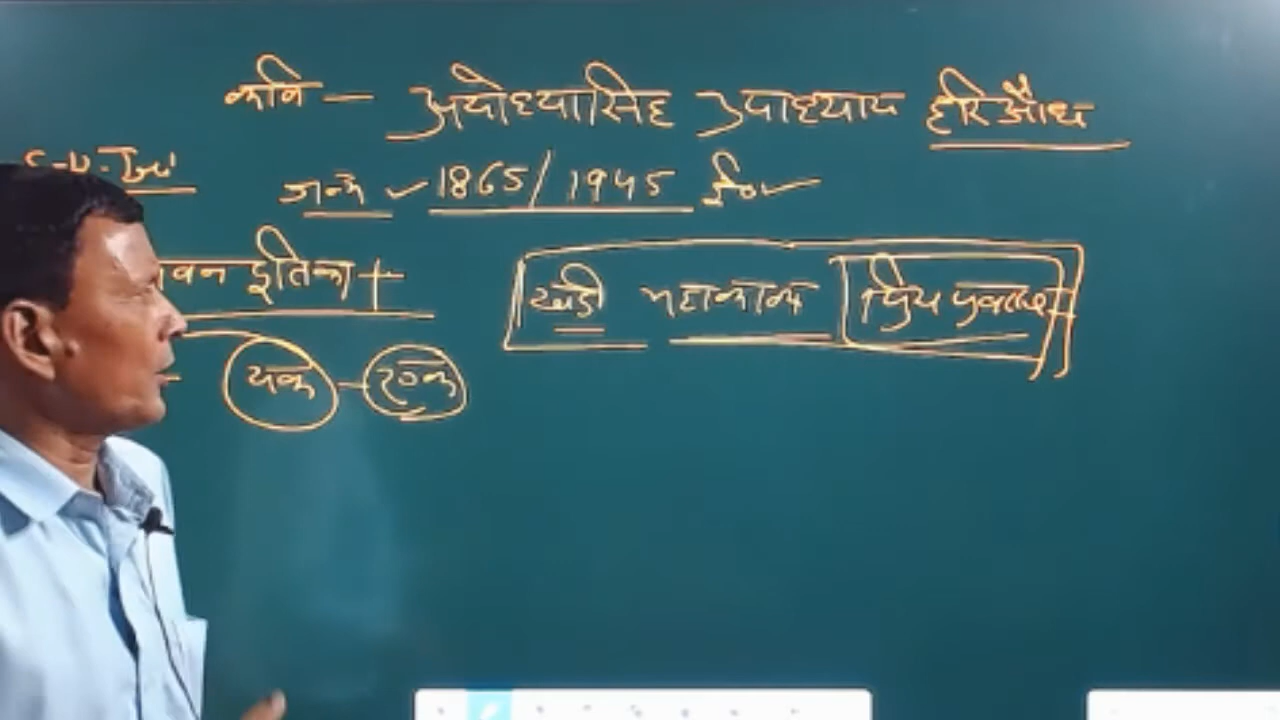 कवि - अयोध्यासिंह उपाध्याय हरिऔध
जन्म 1865/1945 ई०
वन इतिका
खड़ी महाकाव्य प्रिय प्रवास